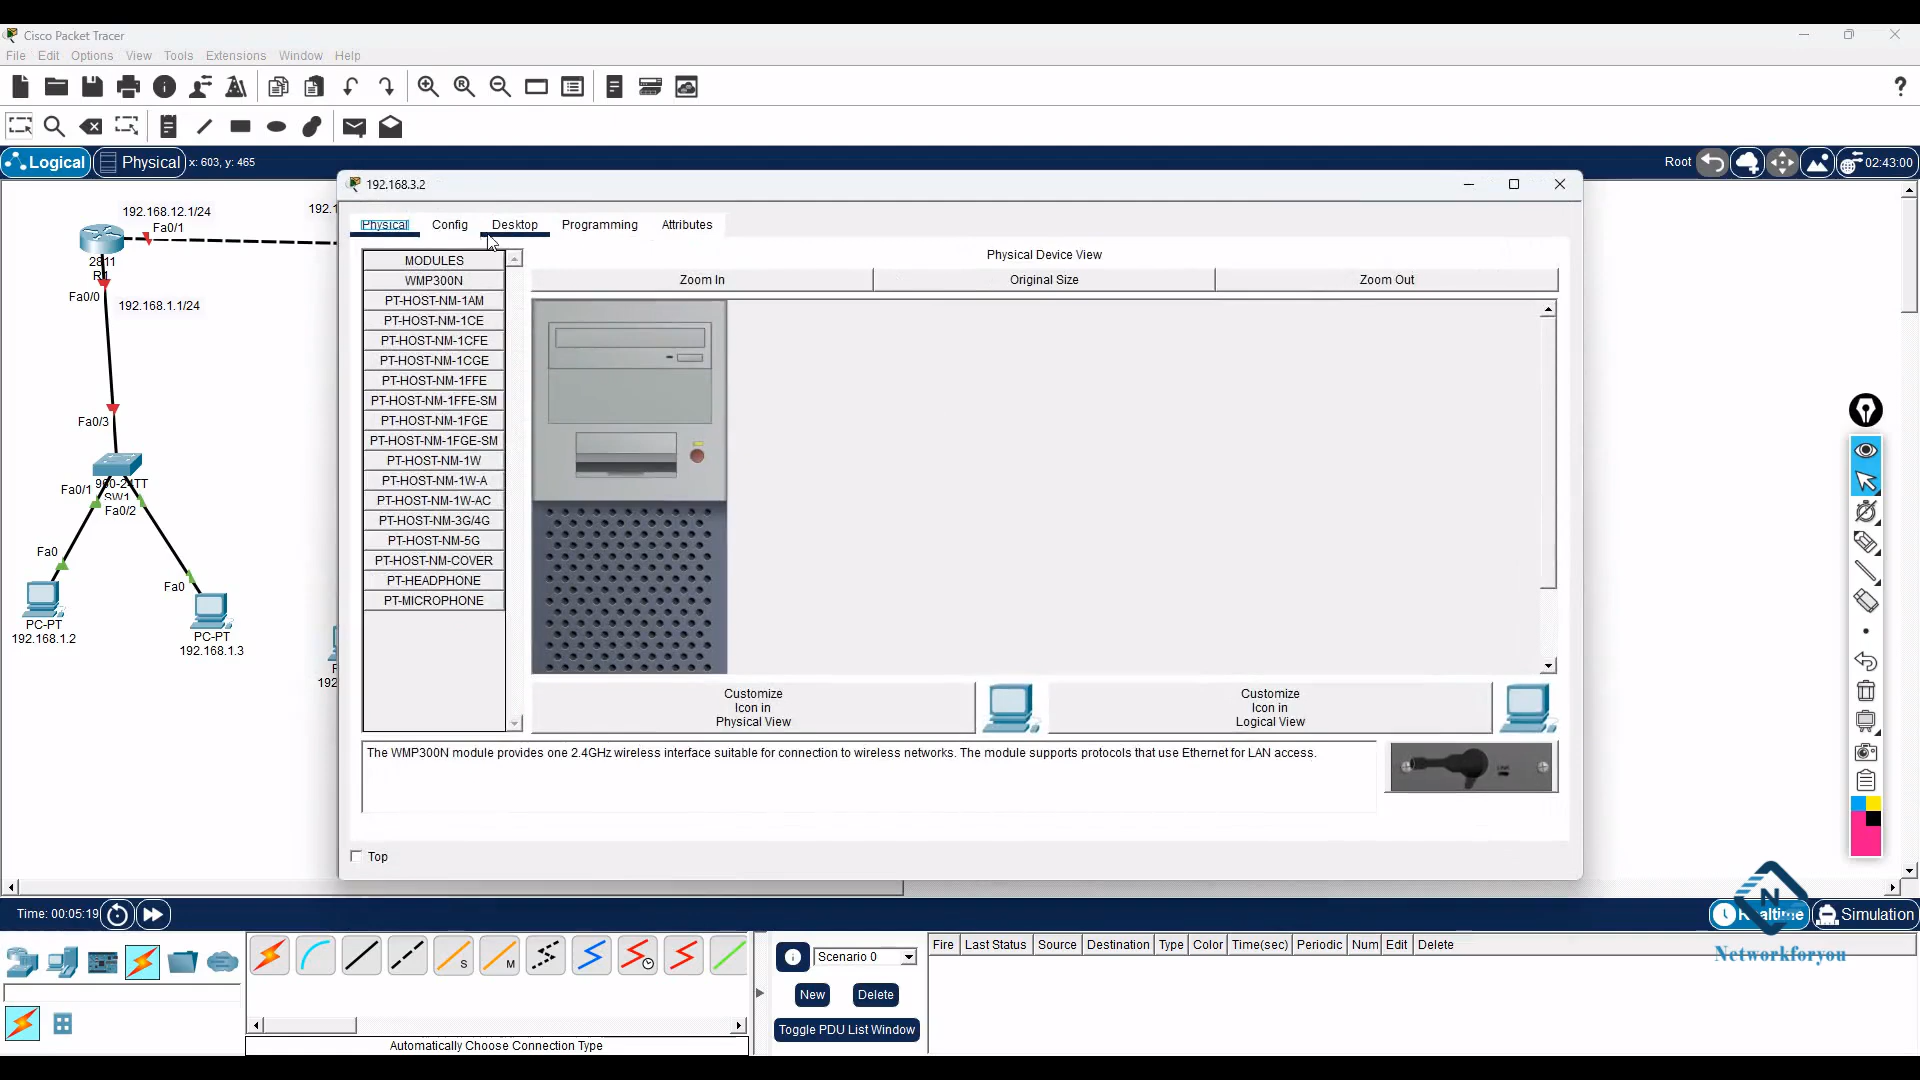 Cisco Packet Tracer
File Edit Options View Tools Extensions Window Help
Logical Physical x: 603, y: 465 Root 02:43:00
192.168.12.1/24
Fa0/1
2811
R1
Fa0/0
192.168.1.1/24
Fa0/3
960-24TT
SW1
Fa0/1
Fa0/2
Fa0
Fa0
PC-PT
192.168.1.2
PC-PT
192.168.1.3
192.1
192
192.168.3.2
Physical Config Desktop Programming Attributes
MODULES
WMP300N
PT-HOST-NM-1AM
PT-HOST-NM-1CE
PT-HOST-NM-1CFE
PT-HOST-NM-1CGE
PT-HOST-NM-1FFE
PT-HOST-NM-1FFE-SM
PT-HOST-NM-1FGE
PT-HOST-NM-1FGE-SM
PT-HOST-NM-1W
PT-HOST-NM-1W-A
PT-HOST-NM-1W-AC
PT-HOST-NM-3G/4G
PT-HOST-NM-5G
PT-HOST-NM-COVER
PT-HEADPHONE
PT-MICROPHONE
Physical Device View
Zoom In Original Size Zoom Out
Customize
Icon in
Physical View
Customize
Icon in
Logical View
The WMP300N module provides one 2.4GHz wireless interface suitable for connection to wireless networks. The module supports protocols that use Ethernet for LAN access.
Top
Time: 00:05:19
Realtime Simulation
Networkforyou
S M
Automatically Choose Connection Type
Scenario 0
New Delete
Toggle PDU List Window
Fire Last Status Source Destination Type Color Time(sec) Periodic Num Edit Delete